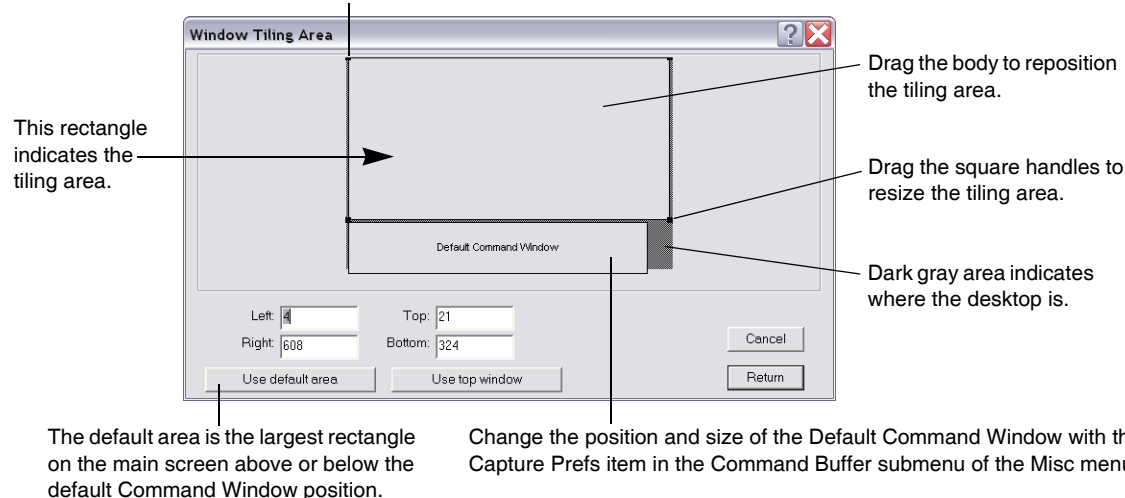 Window Tiling Area
Drag the body to reposition
the tiling area.
This rectangle
indicates the
tiling area.
Drag the square handles to
resize the tiling area.
Default Command Window
Dark gray area indicates
where the desktop is.
Left: 4
Top: 21
Right: 608
Bottom: 324
Cancel
Use default area
Use top window
Return
The default area is the largest rectangle
on the main screen above or below the
default Command Window position.
Change the position and size of the Default Command Window with th
Capture Prefs item in the Command Buffer submenu of the Misc menu